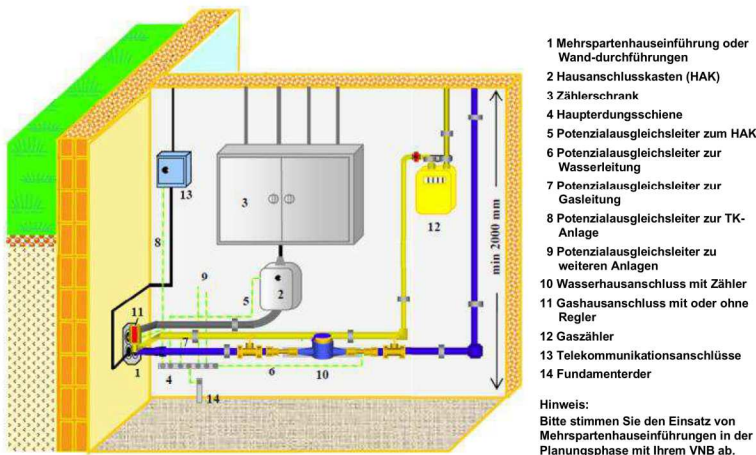 1 Mehrspartenhauseinführung oder
Wand-durchführungen
2 Hausanschlusskasten (HAK)
3 Zählerschrank
4 Haupterdungsschiene
5 Potenzialausgleichsleiter zum HAK
6 Potenzialausgleichsleiter zur
Wasserleitung
7 Potenzialausgleichsleiter zur
Gasleitung
8 Potenzialausgleichsleiter zur TK-
Anlage
9 Potenzialausgleichsleiter zu
weiteren Anlagen
10 Wasserhausanschluss mit Zähler
11 Gashausanschluss mit oder ohne
Regler
12 Gaszähler
13 Telekommunikationsanschlüsse
14 Fundamenterder
Hinweis:
Bitte stimmen Sie den Einsatz von
Mehrspartenhauseinführungen in der
Planungsphase mit Ihrem VNB ab.
13
3
12
min 2000 mm
8
9
5
2
11
7
1
4
6
10
14